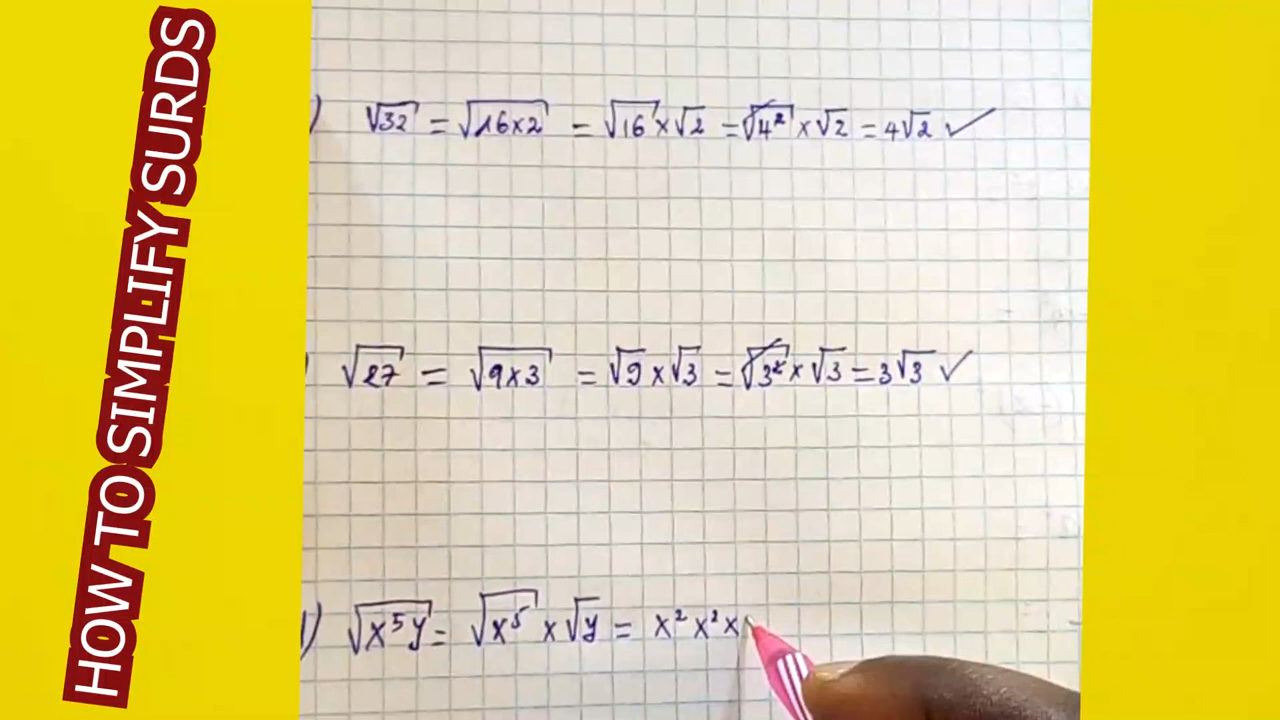 HOW TO SIMPLIFY SURDS
) √32 = √16×2 = √16 × √2 = √4² × √2 = 4√2 ✓
) √27 = √9×3 = √9 × √3 = √3² × √3 = 3√3 ✓
) √x⁵y = √x⁵ × √y = x² x² x